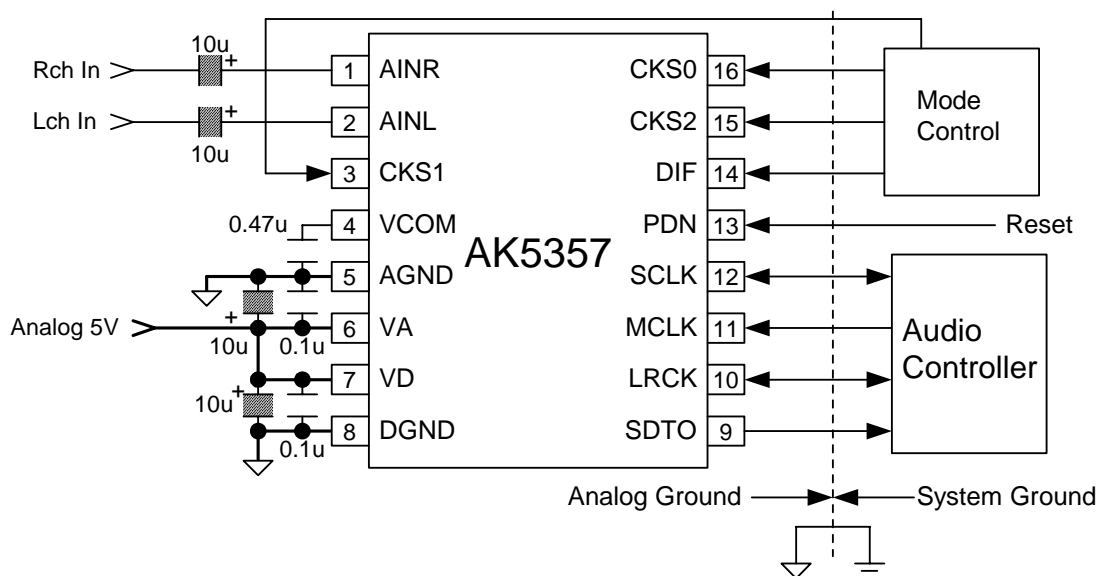 10u
Rch In
+
1
AINR
CKS0
16
Mode
Control
Lch In
+
10u
2
AINL
CKS2
15
3
CKS1
DIF
14
0.47u
4
VCOM
PDN
13
Reset
AK5357
5
AGND
SCLK
12
Analog 5V
+
10u
0.1u
6
VA
MCLK
11
Audio
Controller
7
VD
LRCK
10
10u
+
8
DGND
SDTO
9
0.1u
Analog Ground
System Ground